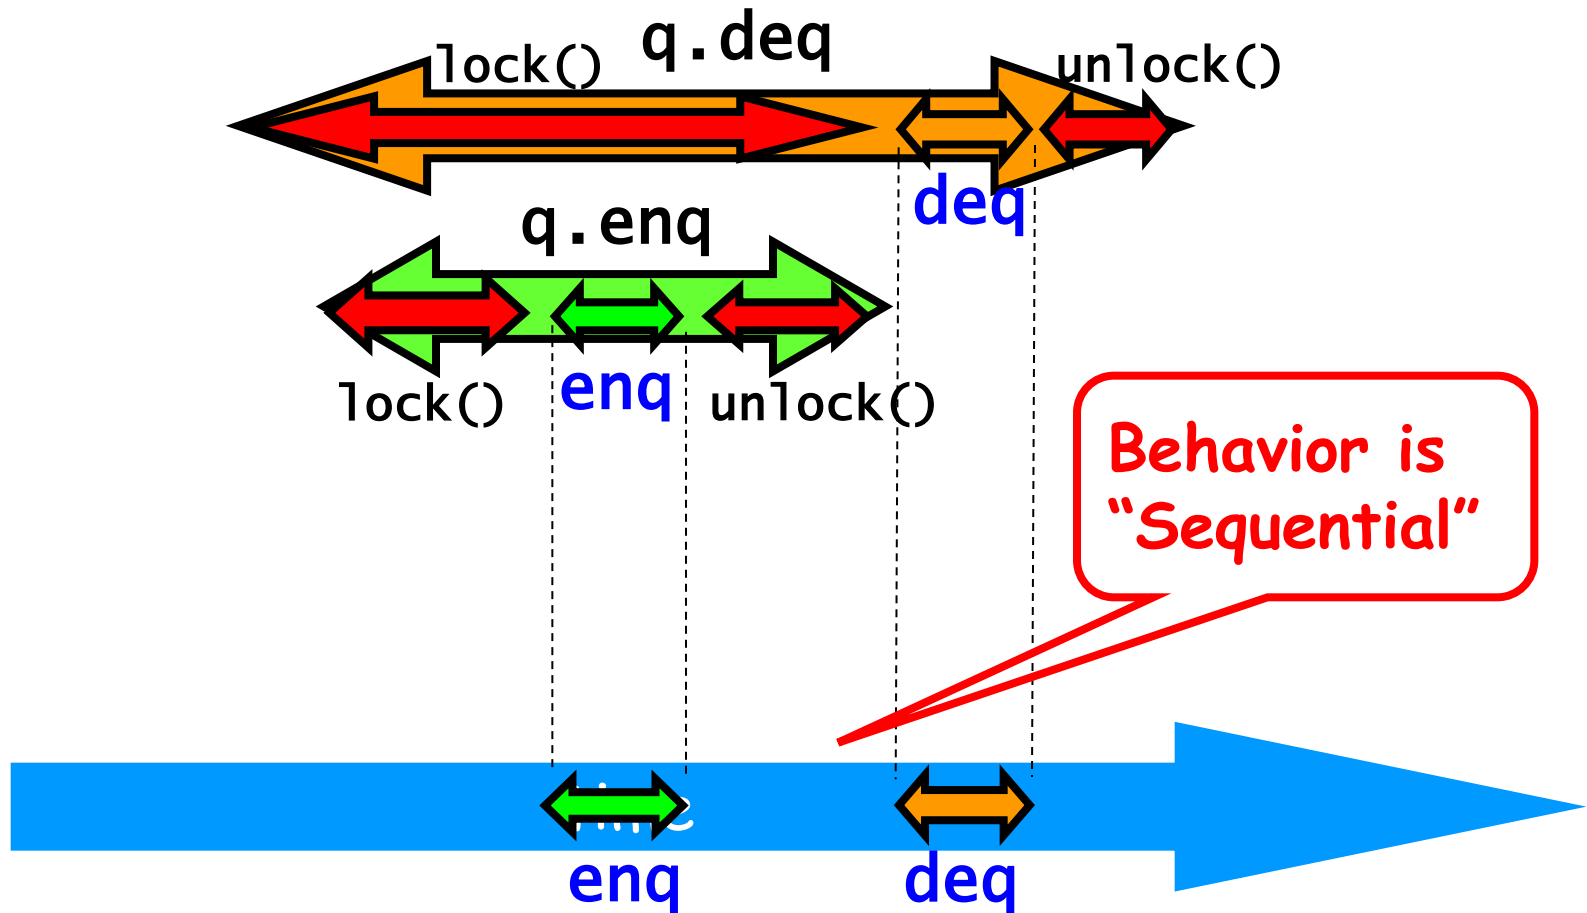 q.deq
lock()
unlock()
deq
q.enq
enq
lock()
unlock()
Behavior is
“Sequential”
enq
deq